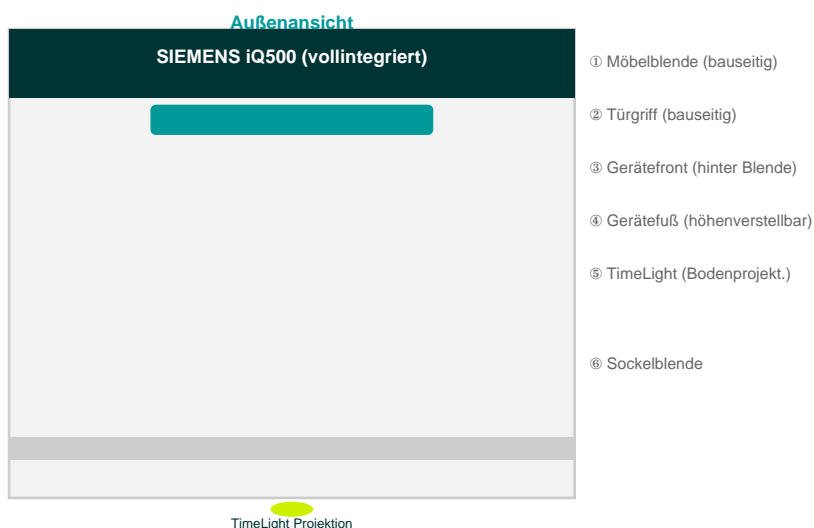 Außenansicht
SIEMENS iQ500 (vollintegriert)
① Möbelblende (bauseitig)
② Türgriff (bauseitig)
③ Gerätefront (hinter Blende)
④ Gerätefuß (höhenverstellbar)
⑤ TimeLight (Bodenprojekt.)
⑥ Sockelblende
TimeLight Projektion